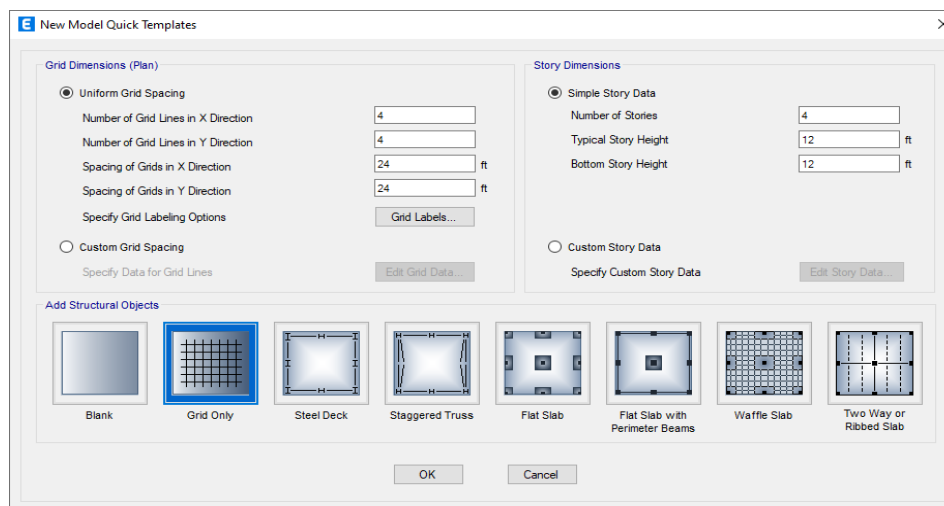 E New Model Quick Templates
Grid Dimensions (Plan)
Uniform Grid Spacing
Number of Grid Lines in X Direction 4
Number of Grid Lines in Y Direction 4
Spacing of Grids in X Direction 24 ft
Spacing of Grids in Y Direction 24 ft
Specify Grid Labeling Options Grid Labels...
Custom Grid Spacing
Specify Data for Grid Lines Edit Grid Data...
Story Dimensions
Simple Story Data
Number of Stories 4
Typical Story Height 12 ft
Bottom Story Height 12 ft
Custom Story Data
Specify Custom Story Data Edit Story Data...
Add Structural Objects
Blank
Grid Only
Steel Deck
Staggered Truss
Flat Slab
Flat Slab with
Perimeter Beams
Waffle Slab
Two Way or
Ribbed Slab
OK
Cancel